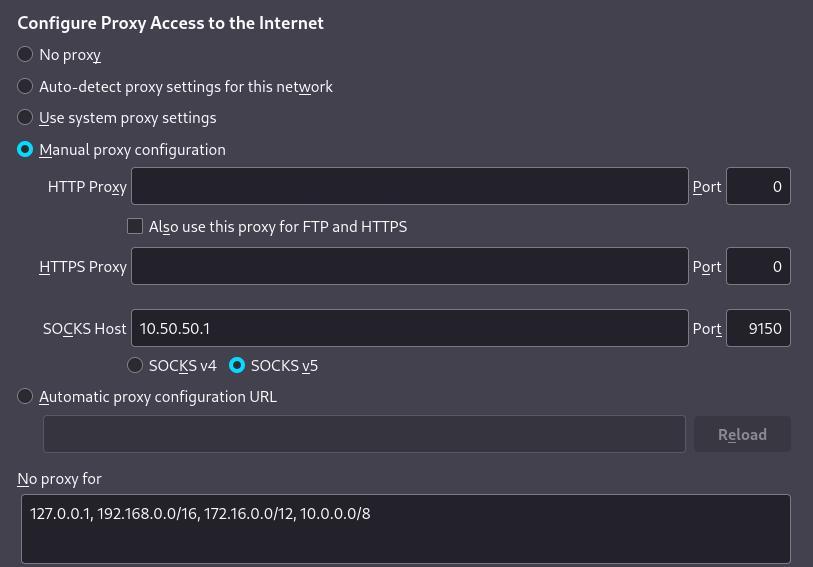 Configure Proxy Access to the Internet
No proxy
Auto-detect proxy settings for this network
Use system proxy settings
Manual proxy configuration
HTTP Proxy Port 0
Also use this proxy for FTP and HTTPS
HTTPS Proxy Port 0
SOCKS Host 10.50.50.1 Port 9150
SOCKS v4 SOCKS v5
Automatic proxy configuration URL
Reload
No proxy for
127.0.0.1, 192.168.0.0/16, 172.16.0.0/12, 10.0.0.0/8